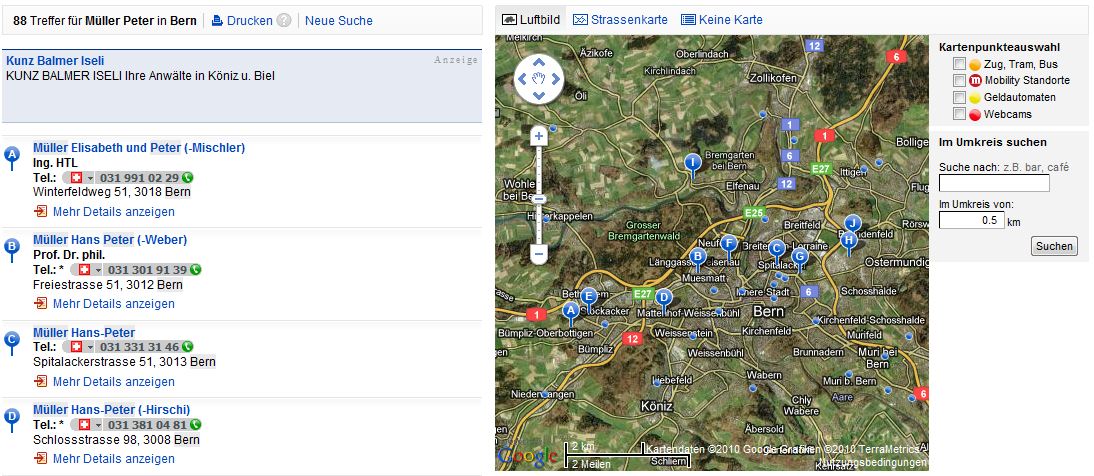 88 Treffer für Müller Peter in Bern
Drucken ?
Neue Suche
Kunz Balmer Iseli
Anzeige
KUNZ BALMER ISELI Ihre Anwälte in Köniz u. Biel
A
Müller Elisabeth und Peter (-Mischler)
Ing. HTL
Tel.: 031 991 02 29
Winterfeldweg 51, 3018 Bern
Mehr Details anzeigen
B
Müller Hans Peter (-Weber)
Prof. Dr. phil.
Tel.: * 031 301 91 39
Freiestrasse 51, 3012 Bern
Mehr Details anzeigen
C
Müller Hans-Peter
Tel.: 031 331 31 46
Spitalackerstrasse 51, 3013 Bern
Mehr Details anzeigen
D
Müller Hans-Peter (-Hirschi)
Tel.: * 031 381 04 81
Schlossstrasse 98, 3008 Bern
Mehr Details anzeigen
Luftbild
Strassenkarte
Keine Karte
Meikirch
Äzikofe
Oberlindach
12
6
Kirchlindach
Zollikofen
Öli
1
1
Bolligen
I
Bremgarten
bei Bern
6
E27
Ittigen
Wohlen
bei Bern
Elfenau
12
Hinterkappelen
E25
Grosser
Bremgartenwald
Breitfeld
J
H
F
C
G
B
Länggasse
Spitalacker
Ostermundigen
Muesmatt
E27
D
E
A
Innere Stadt
Schosshalde
1
Stöckacker
Mattenhof-Weissenbühl
Bern
Bümpliz-Oberbottigen
Kirchenfeld
Kirchenfeld-Schosshalde
12
Weissenstein
Murifeld
Bümpliz
Weissenbühl
Brunnadern
Muri bei
Bern
6
Niederwangen
Liebefeld
Wabern
Muri b. Bern
Aare
Köniz
Chly
Wabere
Äbersold
2 km
2 Meilen
Google
Schliern
Kartendaten ©2010 Google
Grafiken ©2010 TerraMetrics
Nutzungsbedingungen
Kartenpunkteauswahl
Zug, Tram, Bus
m Mobility Standorte
Geldautomaten
Webcams
Im Umkreis suchen
Suche nach: z.B. bar, café
Im Umkreis von:
0.5 km
Suchen